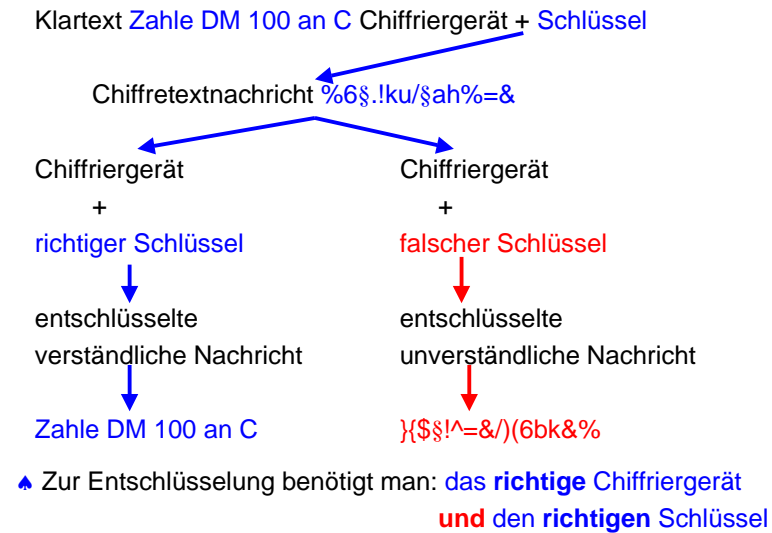 Klartext Zahle DM 100 an C Chiffriergerät + Schlüssel
Chiffretextnachricht %6§.!ku/§ah%=&
Chiffriergerät Chiffriergerät
+ +
richtiger Schlüssel falscher Schlüssel
entschlüsselte entschlüsselte
verständliche Nachricht unverständliche Nachricht
Zahle DM 100 an C }{$§!^=&/)(6bk&%
♠ Zur Entschlüsselung benötigt man: das richtige Chiffriergerät
und den richtigen Schlüssel